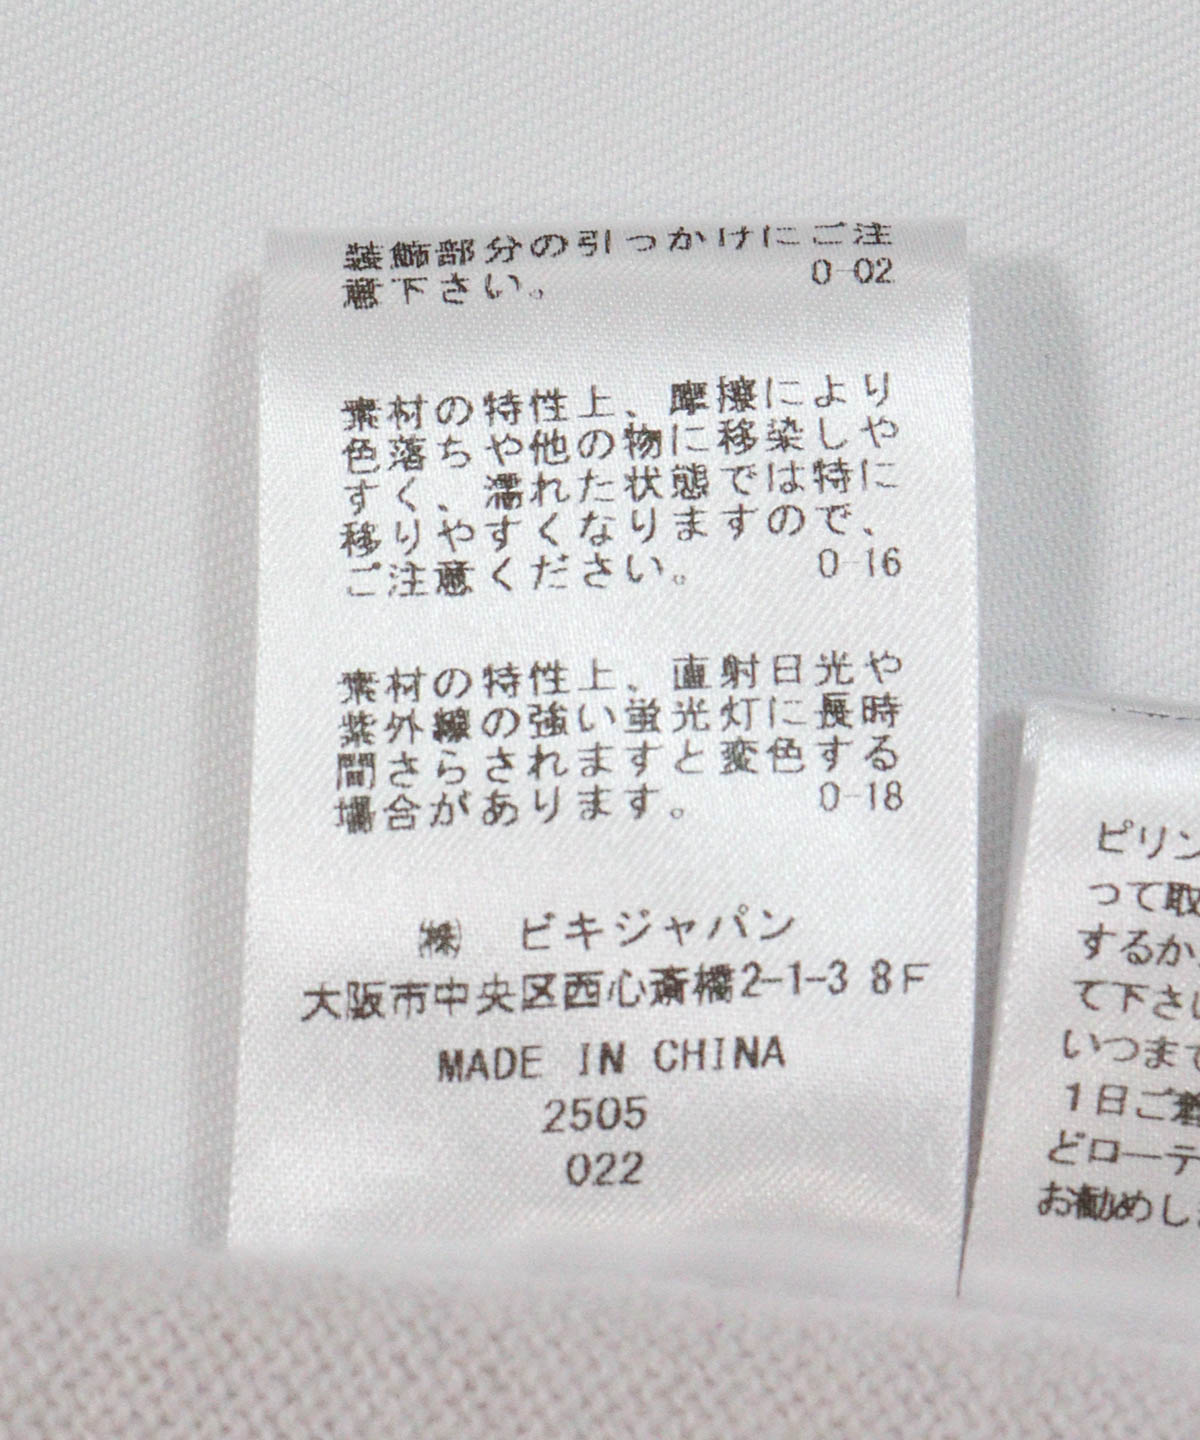 装飾部分の引っかけにご注
意下さい。 0-02
素材の特性上、摩擦により
色落ちや他の物に移染しや
すく、濡れた状態では特に
移りやすくなりますので、
ご注意ください。 0-16
素材の特性上、直射日光や
紫外線の強い蛍光灯に長時
間さらされますと変色する
場合があります。 0-18
㈱ ビキジャパン
大阪市中央区西心斎橋2-1-3 8F
MADE IN CHINA
2505
022
ピリン
って取
するか
て下さい
いつまで
1日ご着
どローテ
お勧めしま